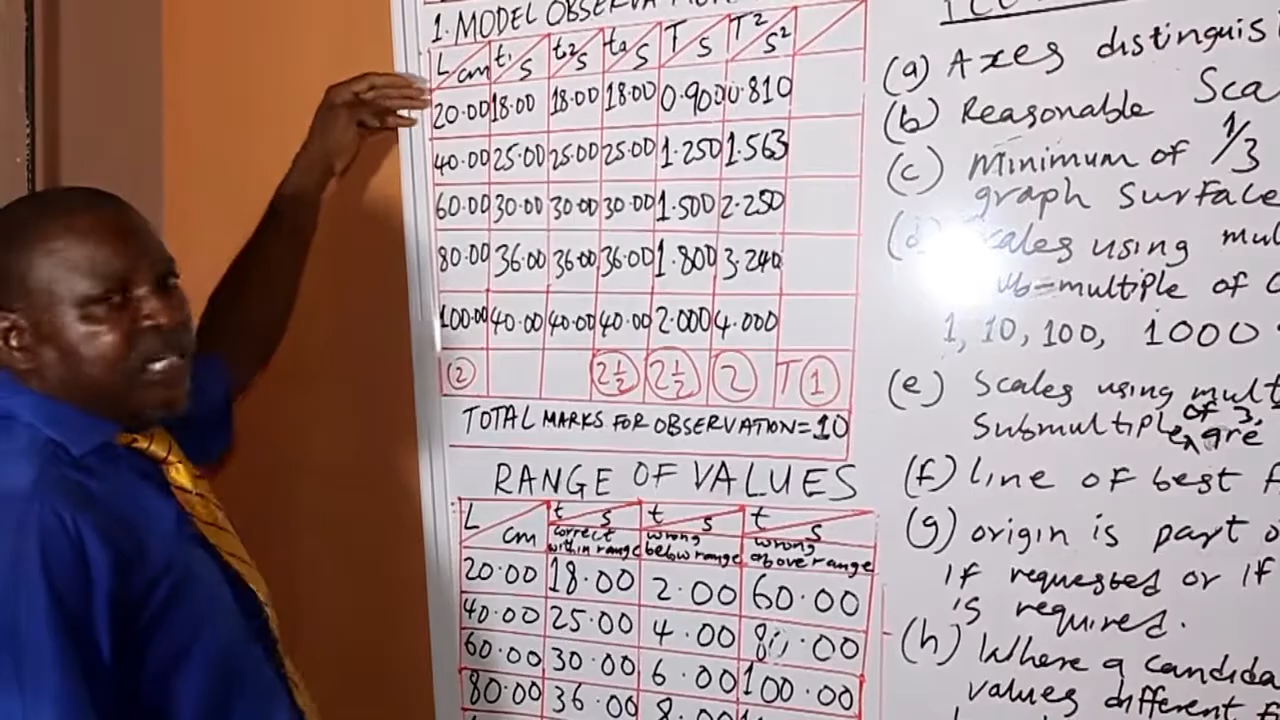 1. MODEL
L cm t1 s t2 s ta s T s T² s²
20.00 18.00 18.00 18.00 0.900 0.810
40.00 25.00 25.00 25.00 1.250 1.563
60.00 30.00 30.00 30.00 1.500 2.250
80.00 36.00 36.00 36.00 1.800 3.240
100.00 40.00 40.00 40.00 2.000 4.000
2 2½ 2½ 2 T 1
TOTAL MARKS FOR OBSERVATION=10
RANGE OF VALUES
L cm t s correct within range t s wrong below range t s wrong above range
20.00 18.00 2.00 60.00
40.00 25.00 4.00 80.00
60.00 30.00 6.00 100.00
80.00 36.00
(a) Axes
(b) Reasonable
(c) Minimum of 1/3
graph surface
scales using
multiple of
1, 10, 100, 1000
(e) Scales using
Submultiple of 3, are
(f) line of best
(g) origin is part
if requested or if
is required.
(h) Where a
values different